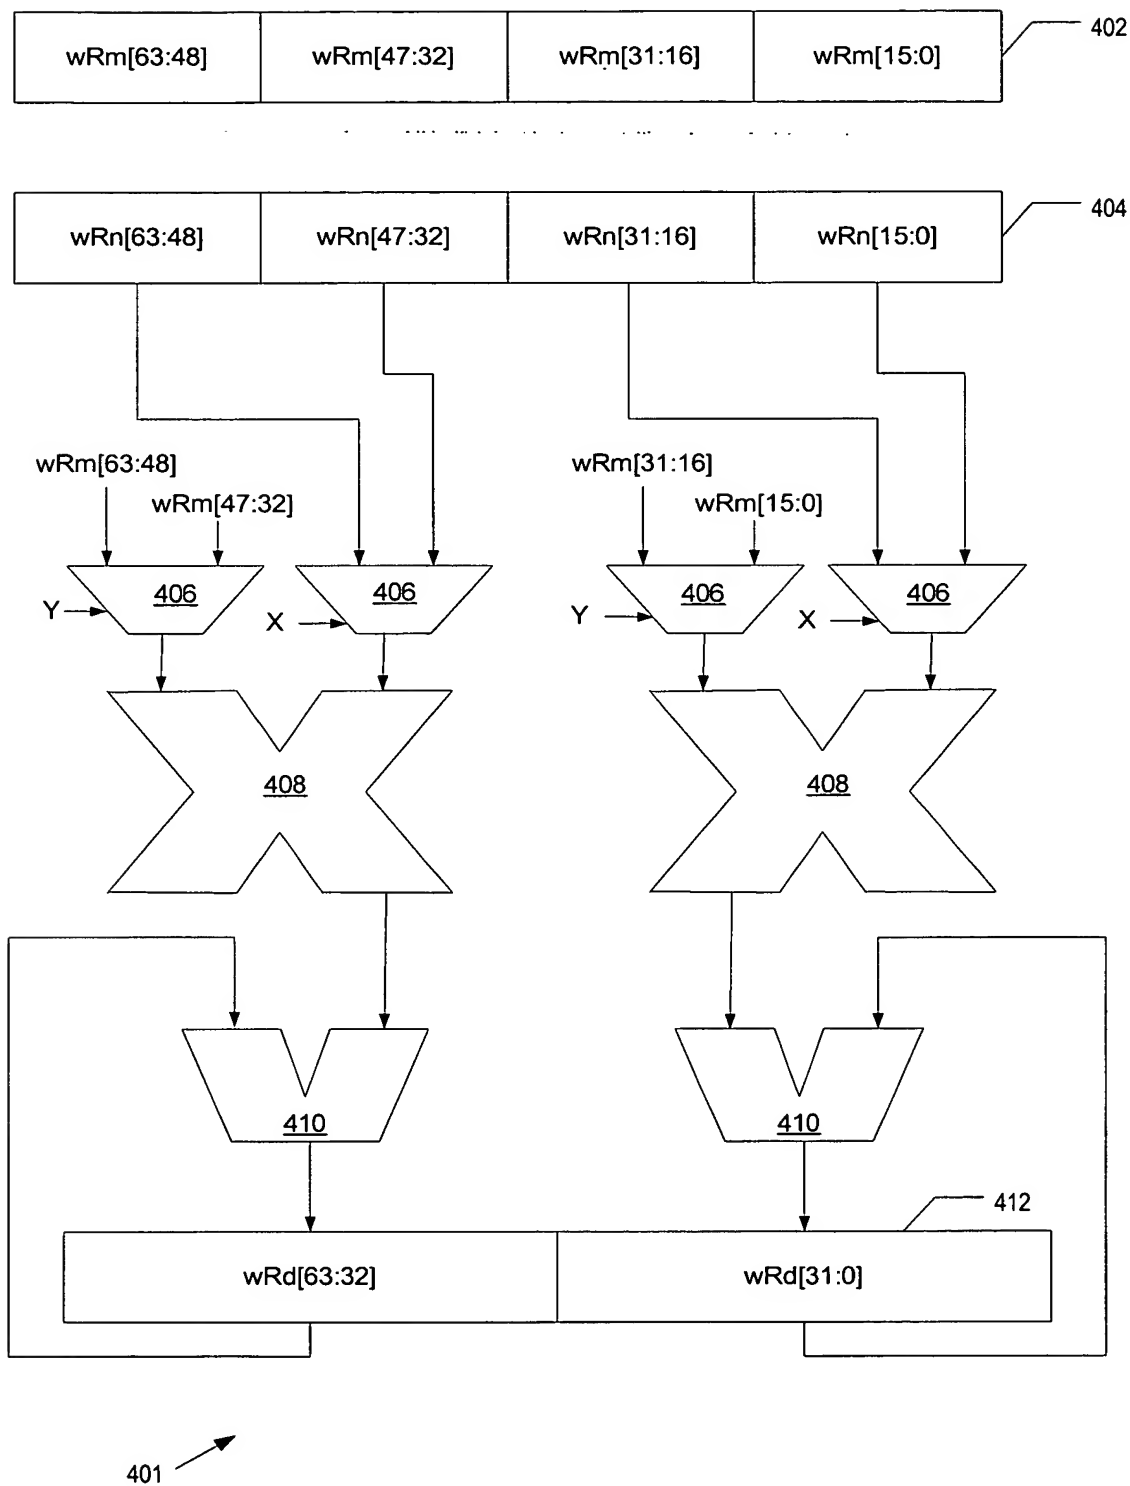 wRm[63:48] wRm[47:32] wRm[31:16] wRm[15:0] 402
wRn[63:48] wRn[47:32] wRn[31:16] wRn[15:0] 404
wRm[63:48] wRm[31:16]
wRm[47:32] wRm[15:0]
406 406 406 406
Y X Y X
408 408
410 410
412
wRd[63:32] wRd[31:0]
401